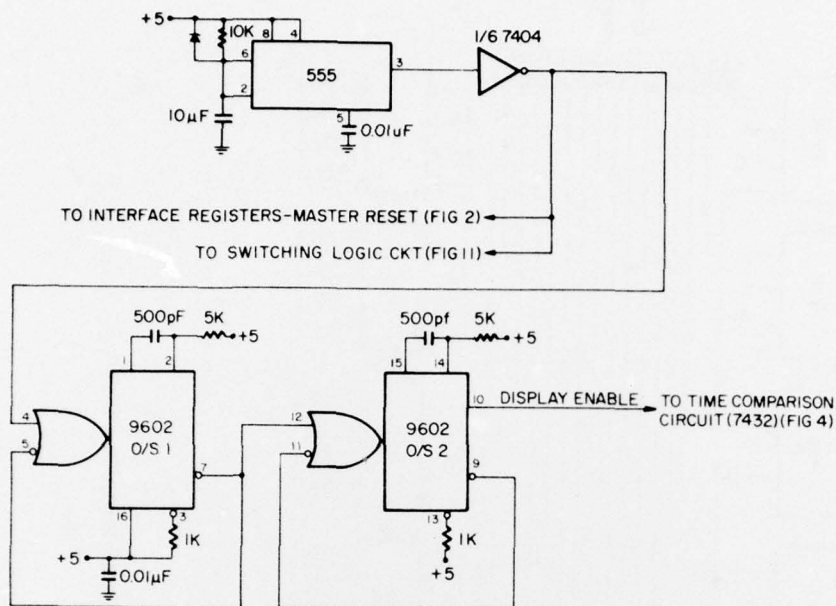 +5
10K
8
4
6
555
3
1/6 7404
2
10µF
5
0.01uF
TO INTERFACE REGISTERS-MASTER RESET (FIG 2)
TO SWITCHING LOGIC CKT (FIG 11)
500pF
5K
+5
1
2
4
5
9602
O/S 1
7
16
3
1K
+5
0.01µF
500pf
5K
+5
15
14
12
11
9602
O/S 2
10
DISPLAY ENABLE
TO TIME COMPARISON
CIRCUIT (7432) (FIG 4)
9
13
1K
+5